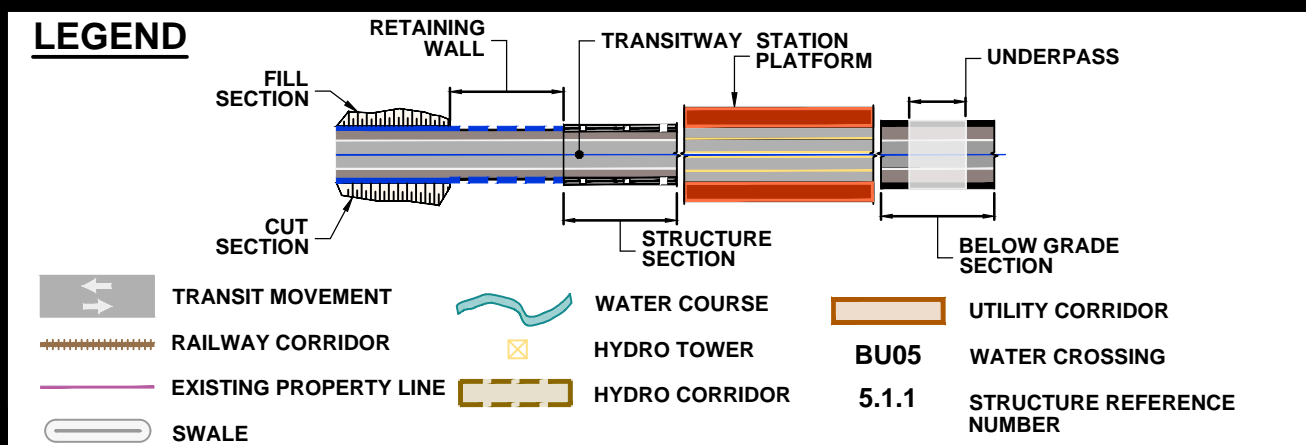 LEGEND
RETAINING
WALL
TRANSITWAY
STATION
PLATFORM
UNDERPASS
FILL
SECTION
CUT
SECTION
STRUCTURE
SECTION
BELOW GRADE
SECTION
TRANSIT MOVEMENT
RAILWAY CORRIDOR
EXISTING PROPERTY LINE
SWALE
WATER COURSE
HYDRO TOWER
HYDRO CORRIDOR
UTILITY CORRIDOR
BU05 WATER CROSSING
5.1.1 STRUCTURE REFERENCE
NUMBER